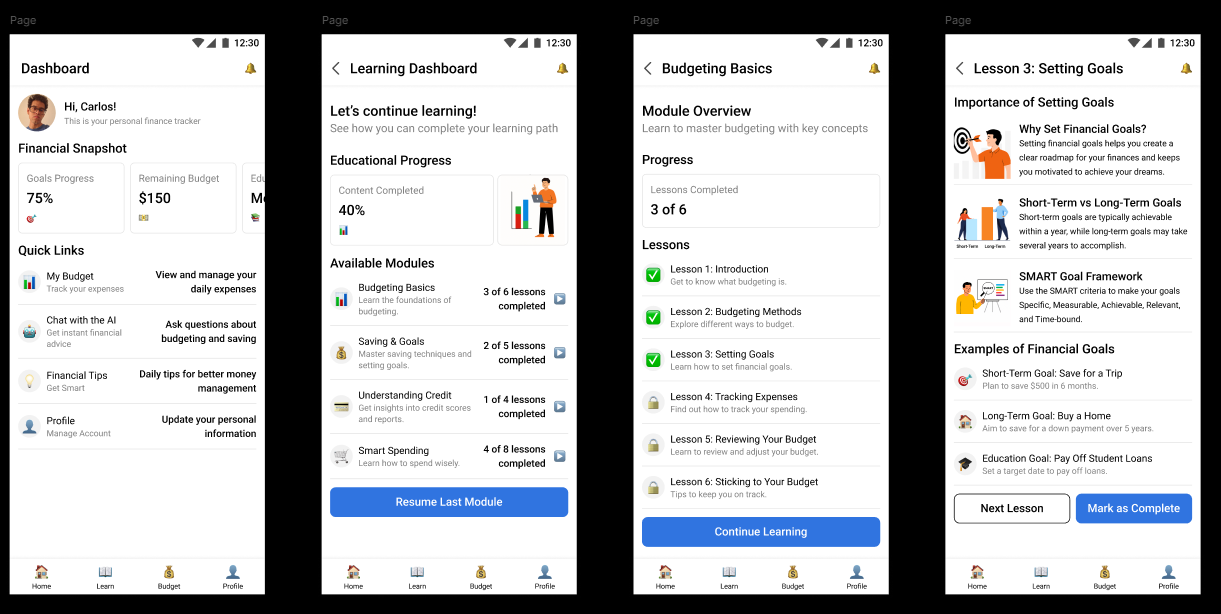 Page
12:30
Dashboard
Hi, Carlos!
This is your personal finance tracker
Financial Snapshot
Goals Progress
75%
Remaining Budget
$150
Edu
Mo
Quick Links
My Budget
Track your expenses
View and manage your
daily expenses
Chat with the AI
Get instant financial
advice
Ask questions about
budgeting and saving
Financial Tips
Get Smart
Daily tips for better money
management
Profile
Manage Account
Update your personal
information
Home
Learn
Budget
Profile
Page
12:30
Learning Dashboard
Let's continue learning!
See how you can complete your learning path
Educational Progress
Content Completed
40%
Available Modules
Budgeting Basics
Learn the foundations of
budgeting.
3 of 6 lessons
completed
Saving & Goals
Master saving techniques and
setting goals.
2 of 5 lessons
completed
Understanding Credit
Get insights into credit scores
and reports.
1 of 4 lessons
completed
Smart Spending
Learn how to spend wisely.
4 of 8 lessons
completed
Resume Last Module
Home
Learn
Budget
Profile
Page
12:30
Budgeting Basics
Module Overview
Learn to master budgeting with key concepts
Progress
Lessons Completed
3 of 6
Lessons
Lesson 1: Introduction
Get to know what budgeting is.
Lesson 2: Budgeting Methods
Explore different ways to budget.
Lesson 3: Setting Goals
Learn how to set financial goals.
Lesson 4: Tracking Expenses
Find out how to track your spending.
Lesson 5: Reviewing Your Budget
Learn to review and adjust your budget.
Lesson 6: Sticking to Your Budget
Tips to keep you on track.
Continue Learning
Home
Learn
Budget
Profile
Page
12:30
Lesson 3: Setting Goals
Importance of Setting Goals
Why Set Financial Goals?
Setting financial goals helps you create a
clear roadmap for your finances and keeps
you motivated to achieve your dreams.
Short-Term vs Long-Term Goals
Short-term goals are typically achievable
within a year, while long-term goals may take
several years to accomplish.
Short-Term
Long-Term
SMART Goal Framework
Use the SMART criteria to make your goals
Specific, Measurable, Achievable, Relevant,
and Time-bound.
SMART
Examples of Financial Goals
Short-Term Goal: Save for a Trip
Plan to save $500 in 6 months.
Long-Term Goal: Buy a Home
Aim to save for a down payment over 5 years.
Education Goal: Pay Off Student Loans
Set a target date to pay off loans.
Next Lesson
Mark as Complete
Home
Learn
Budget
Profile